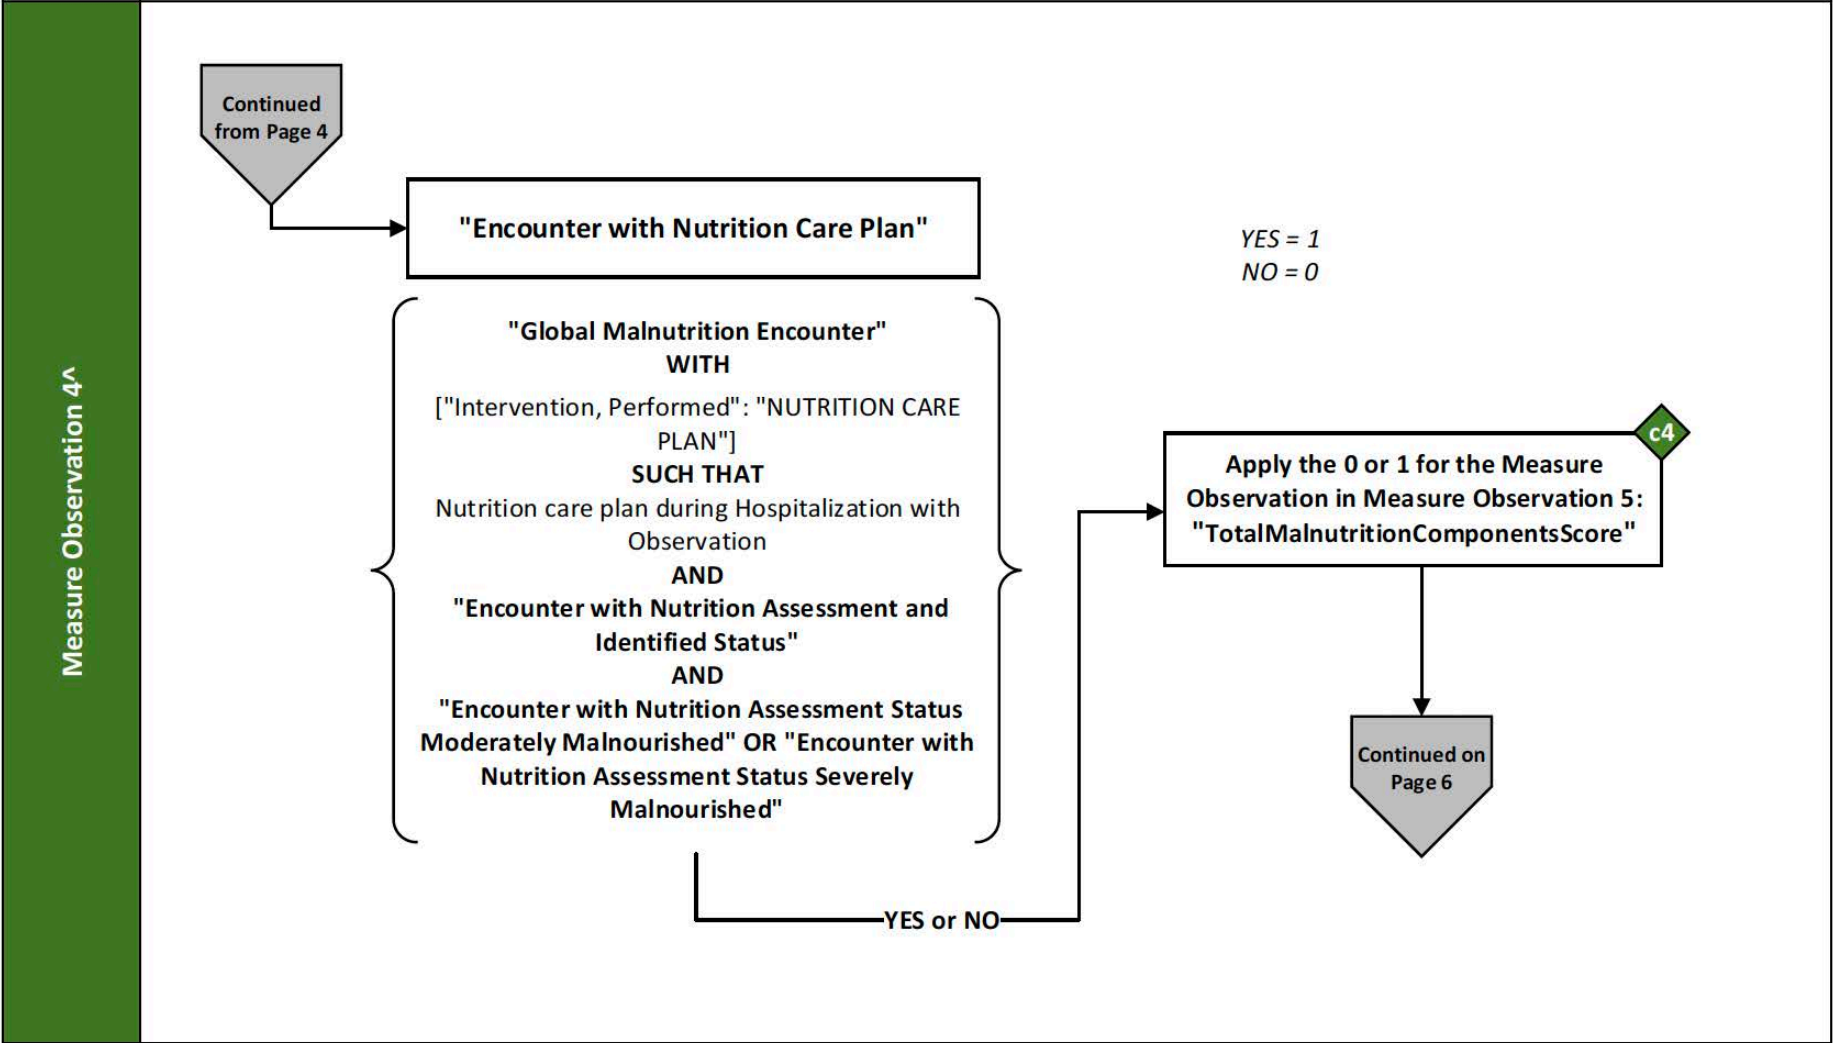 Measure Observation 4^
Continued
from Page 4
"Encounter with Nutrition Care Plan"
YES = 1
NO = 0
"Global Malnutrition Encounter"
WITH
["Intervention, Performed": "NUTRITION CARE
PLAN"]
SUCH THAT
Nutrition care plan during Hospitalization with
Observation
AND
"Encounter with Nutrition Assessment and
Identified Status"
AND
"Encounter with Nutrition Assessment Status
Moderately Malnourished" OR "Encounter with
Nutrition Assessment Status Severely
Malnourished"
YES or NO
c4
Apply the 0 or 1 for the Measure
Observation in Measure Observation 5:
"TotalMalnutritionComponentsScore"
Continued on
Page 6